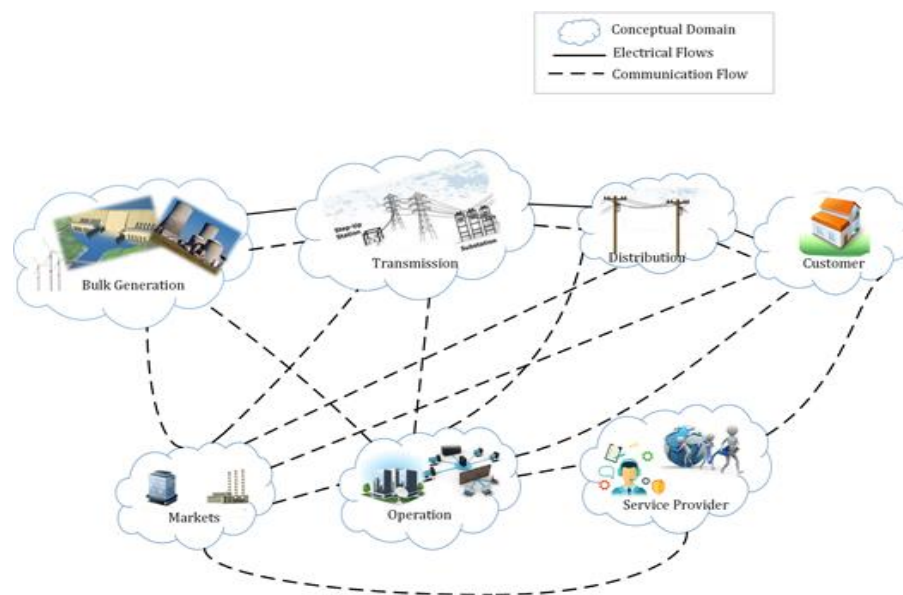 Conceptual Domain
Electrical Flows
Communication Flow
Step-Up
Station
Substation
Transmission
Distribution
Customer
Bulk Generation
Markets
Operation
Service Provider